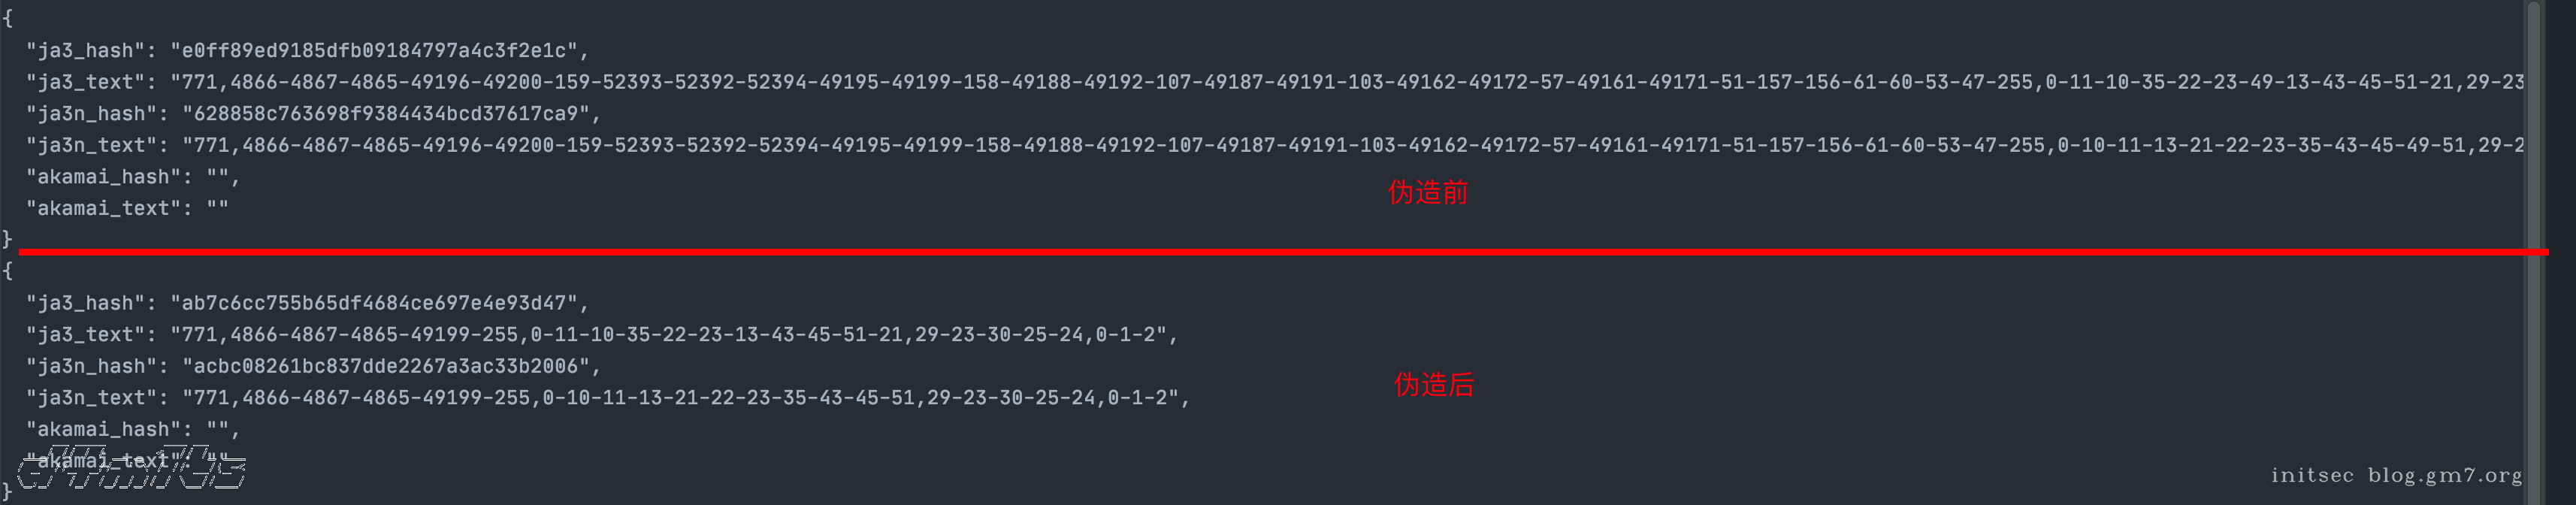 {
"ja3_hash": "e0ff89ed9185dfb09184797a4c3f2e1c",
"ja3_text": "771,4866-4867-4865-49196-49200-159-52393-52392-52394-49195-49199-158-49188-49192-107-49187-49191-103-49162-49172-57-49161-49171-51-157-156-61-60-53-47-255,0-11-10-35-22-23-49-13-43-45-51-21,29-23
"ja3n_hash": "628858c763698f9384434bcd37617ca9",
"ja3n_text": "771,4866-4867-4865-49196-49200-159-52393-52392-52394-49195-49199-158-49188-49192-107-49187-49191-103-49162-49172-57-49161-49171-51-157-156-61-60-53-47-255,0-10-11-13-21-22-23-35-43-45-49-51,29-2
"akamai_hash": "",
伪造前
"akamai_text": ""
}
{
"ja3_hash": "ab7c6cc755b65df4684ce697e4e93d47",
"ja3_text": "771,4866-4867-4865-49199-255,0-11-10-35-22-23-13-43-45-51-21,29-23-30-25-24,0-1-2",
"ja3n_hash": "acbc08261bc837dde2267a3ac33b2006",
伪造后
"ja3n_text": "771,4866-4867-4865-49199-255,0-10-11-13-21-22-23-35-43-45-51,29-23-30-25-24,0-1-2",
"akamai_hash": "",
"akamai_text": ""
}
initsec blog.gm7.org